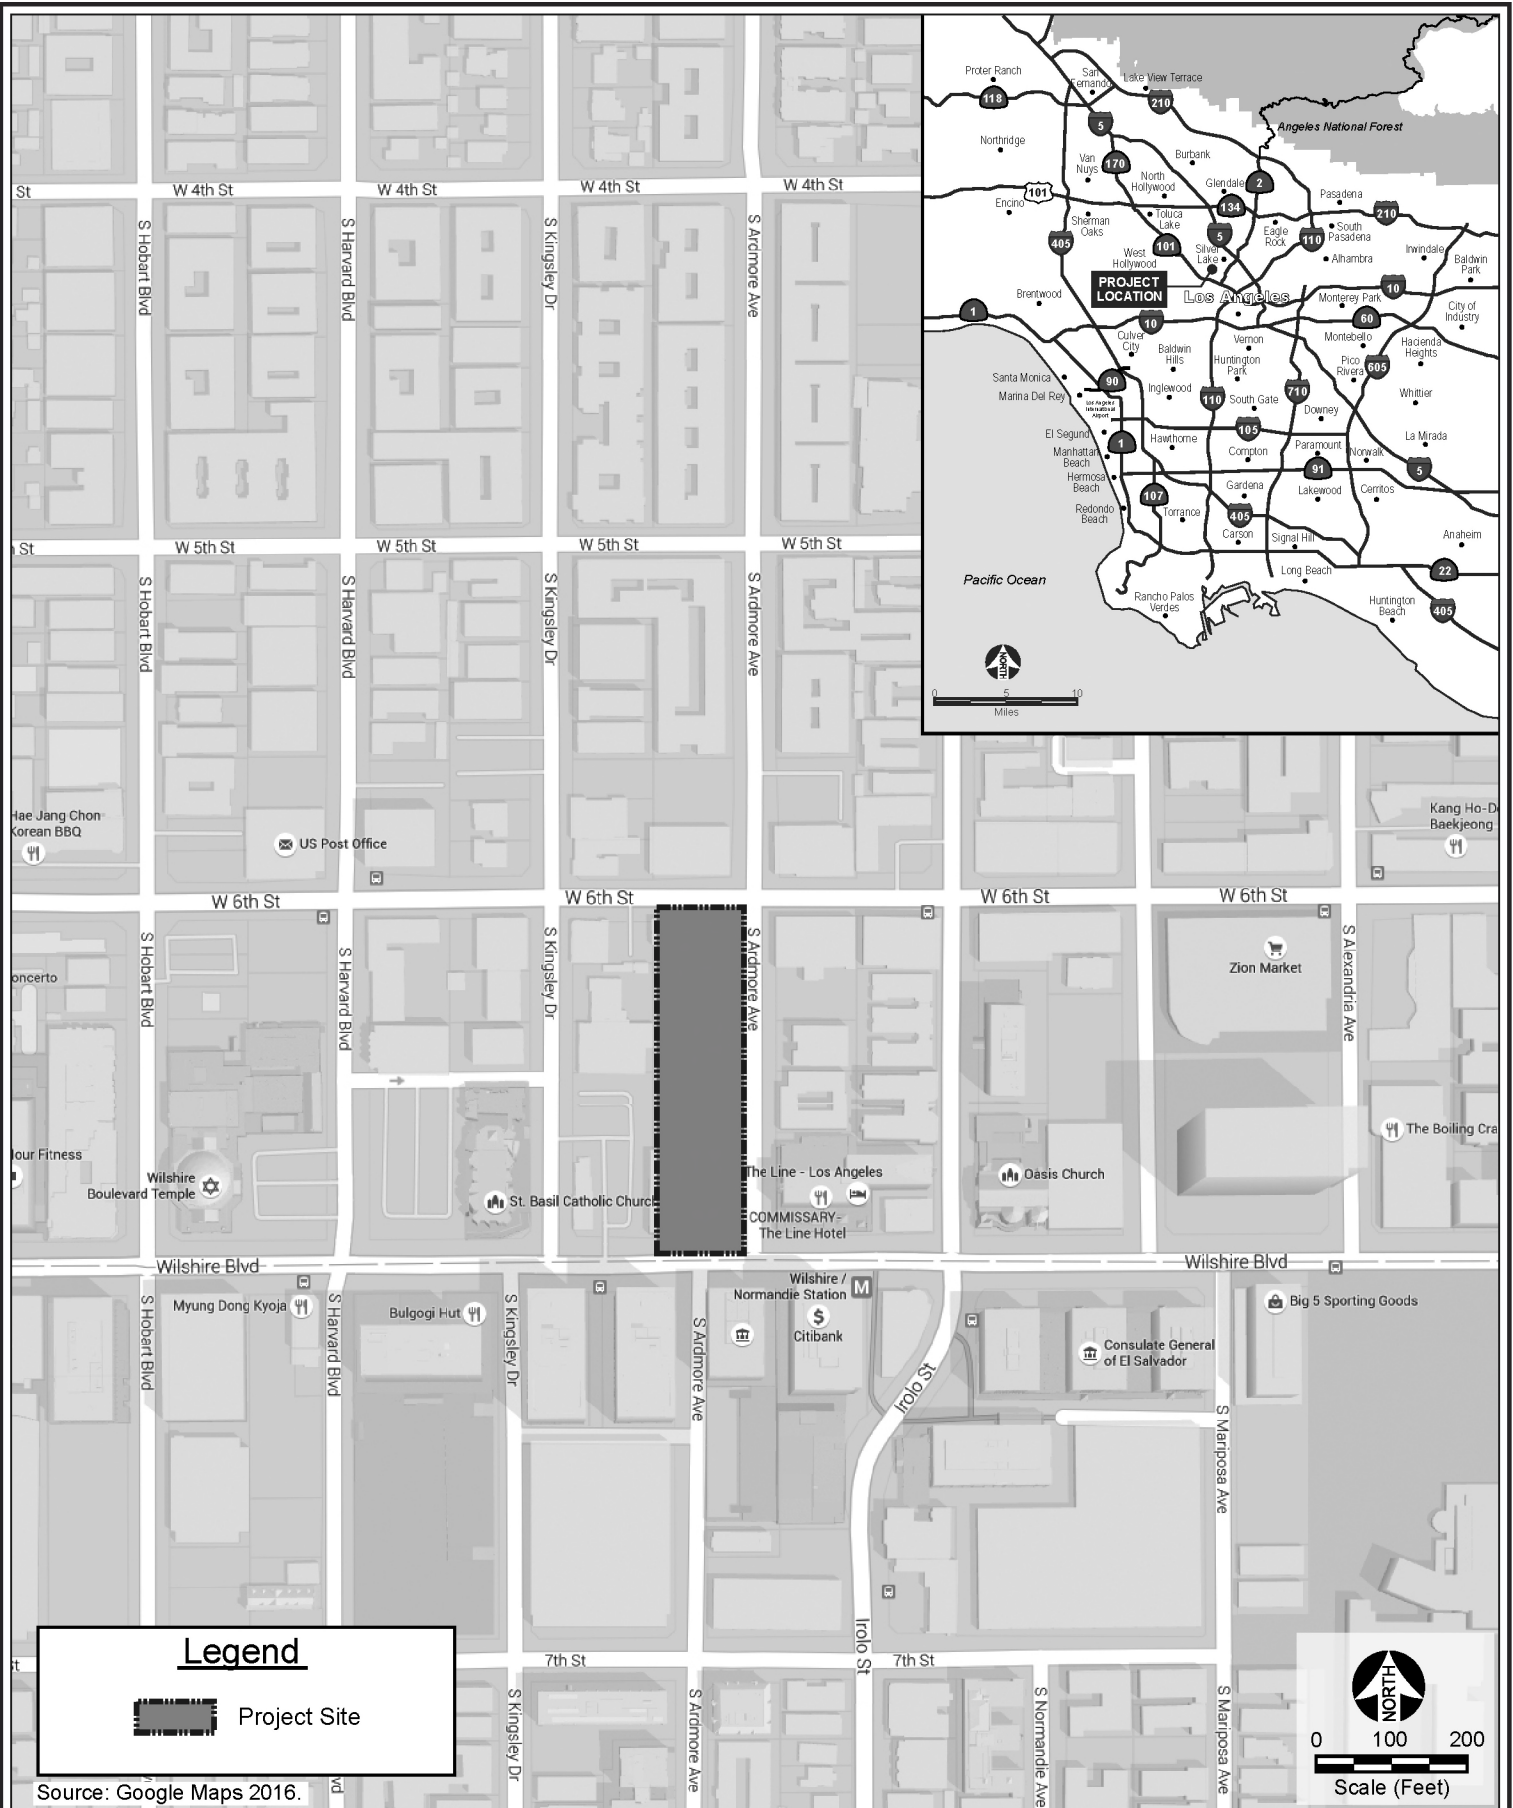 St
W 4th St
W 4th St
W 4th St
W 4th St
S Hobart Blvd
S Harvard Blvd
S Kingsley Dr
S Ardmore Ave
St
W 5th St
W 5th St
W 5th St
W 5th St
S Hobart Blvd
S Harvard Blvd
S Kingsley Dr
S Ardmore Ave
Proter Ranch
San
Fernando
Lake View Terrace
118
210
5
Angeles National Forest
Northridge
Van
Nuys
170
Burbank
North
Hollywood
Glendale
2
Pasadena
101
134
210
Encino
Sherman
Oaks
Toluca
Lake
405
101
5
Silver
Lake
Eagle
Rock
110
South
Pasadena
Alhambra
Irwindale
Baldwin
Park
West
Hollywood
PROJECT
LOCATION
Los Angeles
Brentwood
Monterey Park
10
City of
Industry
1
10
60
Culver
City
Baldwin
Hills
Vernon
Montebello
Hacienda
Heights
Huntington
Park
Pico
Rivera
605
Santa Monica
90
Marina Del Rey
Inglewood
110
710
Whittier
Los Angeles
International
Airport
South Gate
Downey
El Segund
1
Hawthorne
105
La Mirada
Manhattan
Beach
Compton
Paramount
Norwalk
91
5
Hermosa
Beach
107
Gardena
Lakewood
Cerritos
Redondo
Beach
Torrance
405
Carson
Signal Hill
Anaheim
22
Long Beach
Pacific Ocean
Rancho Palos
Verdes
Huntington
Beach
405
NORTH
0 5 10
Miles
Hae Jang Chon
Korean BBQ
US Post Office
Kang Ho-D
Baekjeong
W 6th St
W 6th St
W 6th St
W 6th St
S Hobart Blvd
S Harvard Blvd
S Kingsley Dr
S Ardmore Ave
S Alexandria Ave
oncerto
Zion Market
our Fitness
Wilshire
Boulevard Temple
St. Basil Catholic Church
The Line - Los Angeles
COMMISSARY-
The Line Hotel
Oasis Church
The Boiling Cra
Wilshire Blvd
Wilshire Blvd
Myung Dong Kyoja
Bulgogi Hut
Wilshire /
Normandie Station
M
Citibank
Big 5 Sporting Goods
Consulate General
of El Salvador
S Hobart Blvd
S Harvard Blvd
S Kingsley Dr
S Ardmore Ave
Irolo St
S Mariposa Ave
Irolo St
7th St
7th St
S Kingsley Dr
S Ardmore Ave
S Normandie Ave
S Mariposa Ave
Legend
Project Site
st
vd
NORTH
0 100 200
Scale (Feet)
Source: Google Maps 2016.